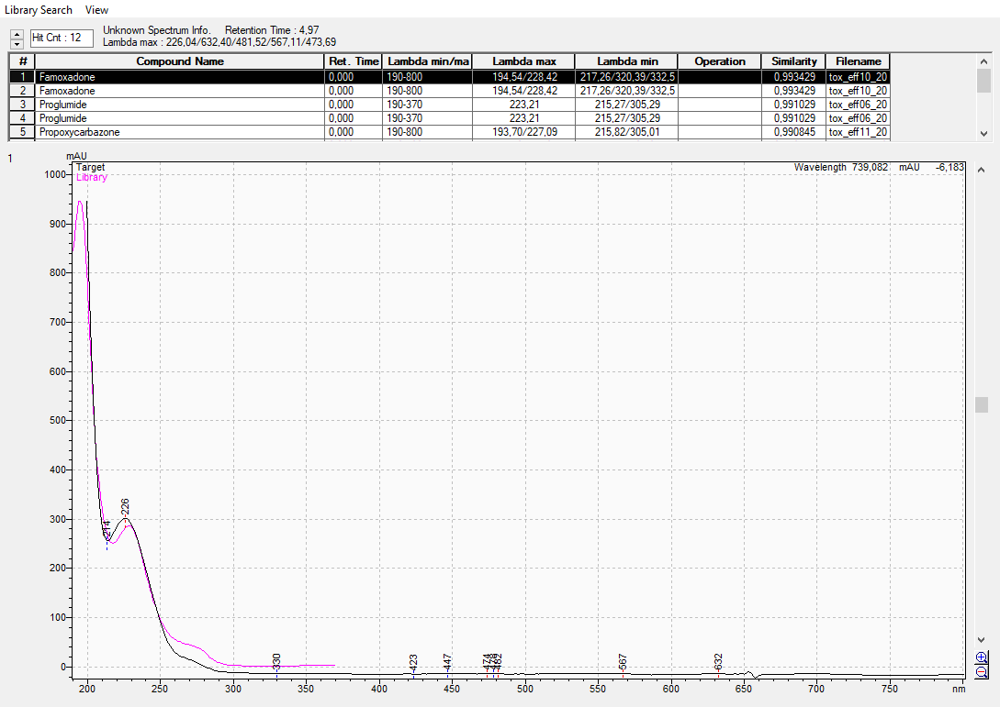 Library Search View
Unknown Spectrum Info. Retention Time : 4,97
Hit Cnt : 12
Lambda max : 226,04/632,40/481,52/567,11/473,69
# Compound Name Ret. Time Lambda min/ma Lambda max Lambda min Operation Similarity Filename
1 Famoxadone 0,000 190-800 194,54/228,42 217,26/320,39/332,5 0,993429 tox_eff10_20
2 Famoxadone 0,000 190-800 194,54/228,42 217,26/320,39/332,5 0,993429 tox_eff10_20
3 Proglumide 0,000 190-370 223,21 215,27/305,29 0,991029 tox_eff06_20
4 Proglumide 0,000 190-370 223,21 215,27/305,29 0,991029 tox_eff06_20
5 Propoxycarbazone 0,000 190-800 193,70/227,09 215,82/305,01 0,990845 tox_eff11_20
1
mAU
Target Wavelength 739,082 mAU -6,183
Library
1000
900
800
700
600
500
400
300
200
100
0
226
330
423
447
474
482
567
632
200 250 300 350 400 450 500 550 600 650 700 750 nm